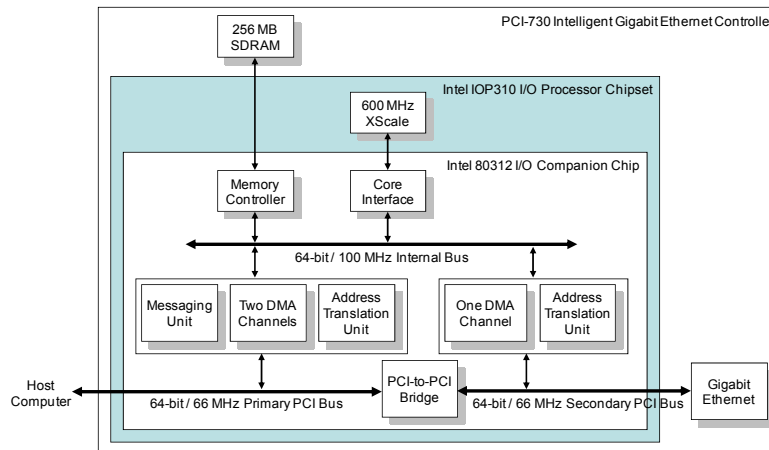 PCI-730 Intelligent Gigabit Ethernet Controller
256 MB
SDRAM
Intel IOP310 I/O Processor Chipset
600 MHz
XScale
Intel 80312 I/O Companion Chip
Memory
Controller
Core
Interface
64-bit / 100 MHz Internal Bus
Messaging
Unit
Two DMA
Channels
Address
Translation
Unit
One DMA
Channel
Address
Translation
Unit
Host
Computer
64-bit / 66 MHz Primary PCI Bus
PCI-to-PCI
Bridge
64-bit / 66 MHz Secondary PCI Bus
Gigabit
Ethernet